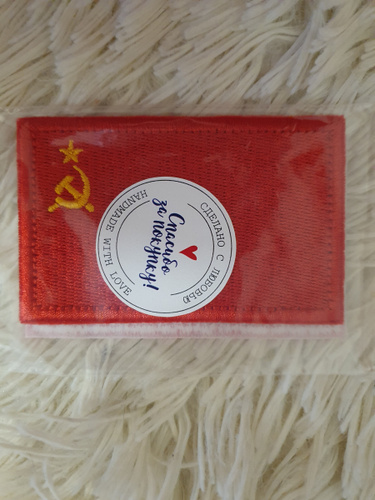 СДЕЛАНО С ЛЮБОВЬЮ
Спасибо
за покупку!
HANDMADE WITH LOVE